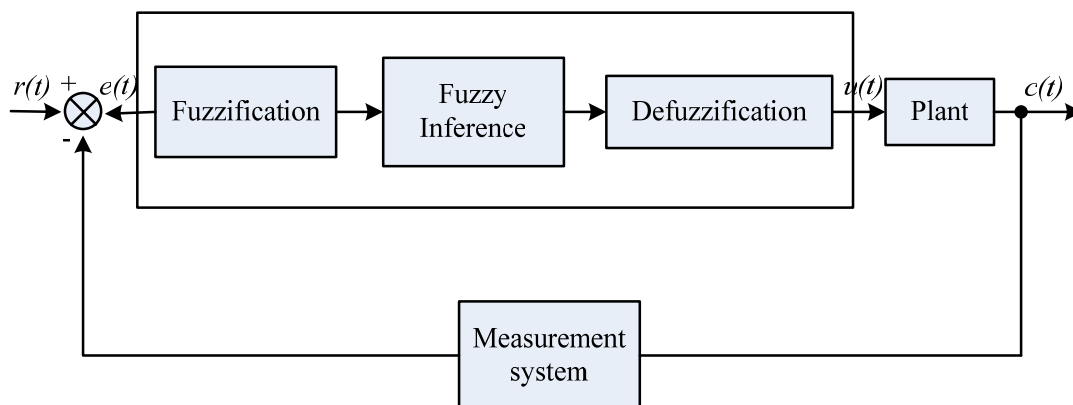 r(t) + e(t)
-
Fuzzification
Fuzzy
Inference
Defuzzification
u(t)
Plant
c(t)
Measurement
system